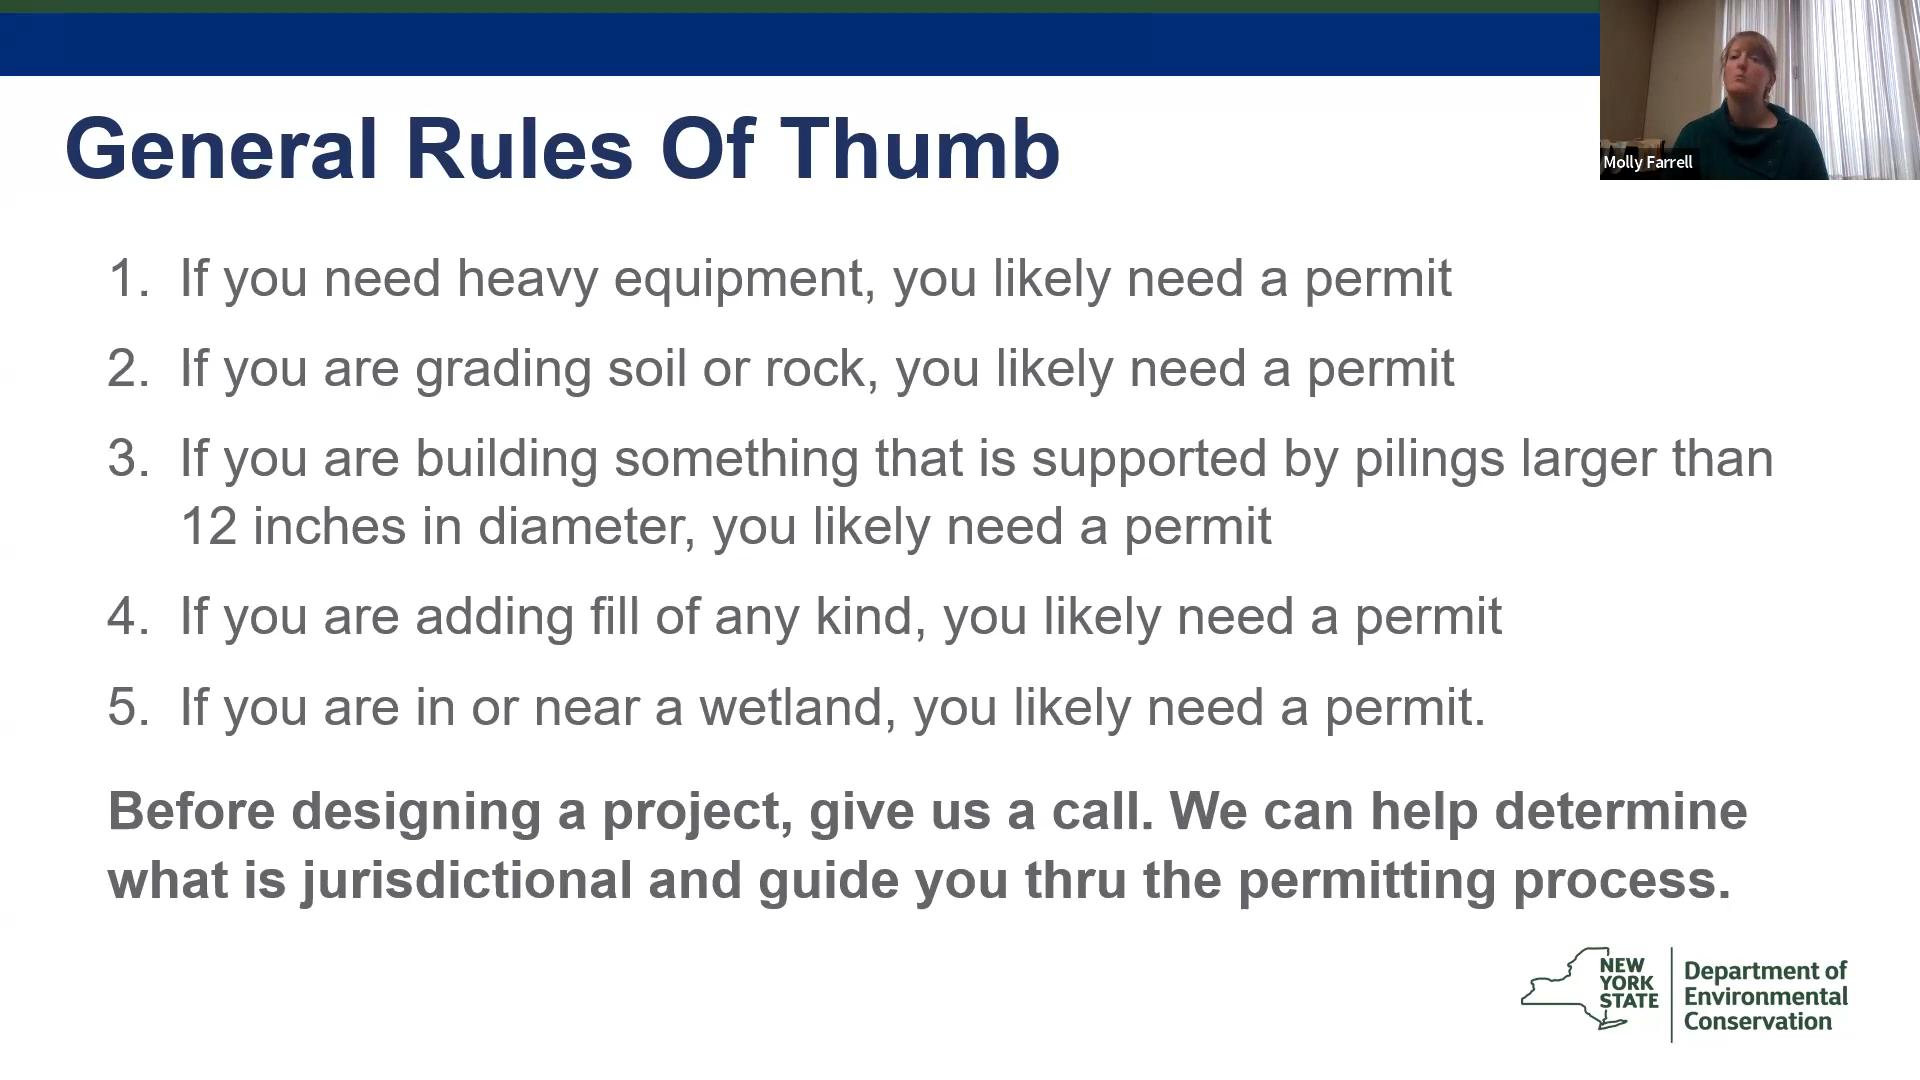 General Rules Of Thumb
Molly Farrell
1. If you need heavy equipment, you likely need a permit
2. If you are grading soil or rock, you likely need a permit
3. If you are building something that is supported by pilings larger than
12 inches in diameter, you likely need a permit
4. If you are adding fill of any kind, you likely need a permit
5. If you are in or near a wetland, you likely need a permit.
Before designing a project, give us a call. We can help determine
what is jurisdictional and guide you thru the permitting process.
NEW
YORK
STATE
Department of
Environmental
Conservation